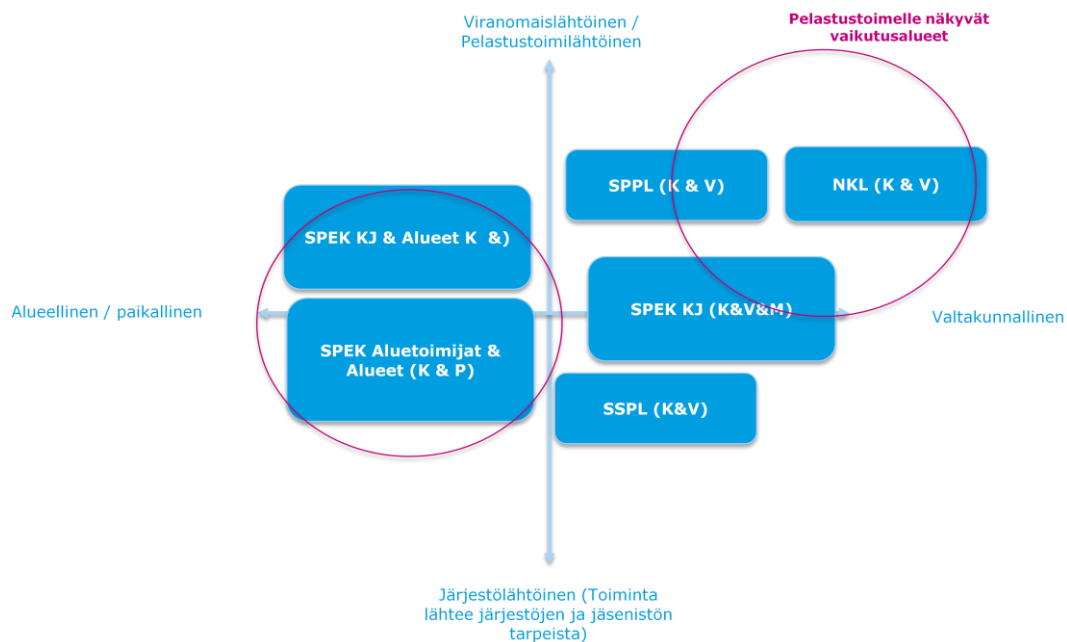 Viranomaislähtöinen /
Pelastustoimilähtöinen
Pelastustoimelle näkyvät
vaikutusalueet
SPPL (K & V)
NKL (K & V)
SPEK KJ & Alueet K  &)
Alueellinen / paikallinen
SPEK KJ (K&V&M)
Valtakunnallinen
SPEK Aluetoimijat &
Alueet (K & P)
SSPL (K&V)
Järjestölähtöinen (Toiminta
lähtee järjestöjen ja jäsenistön
tarpeista)